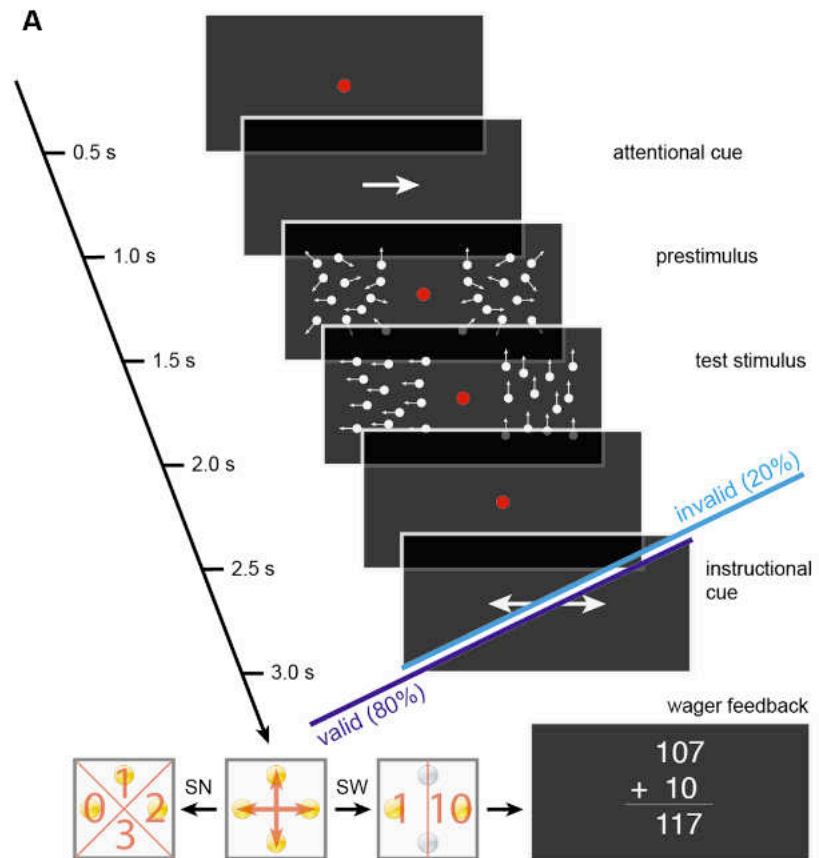 A
0.5 s
attentional cue
1.0 s
prestimulus
1.5 s
test stimulus
2.0 s
invalid (20%)
2.5 s
instructional
cue
3.0 s
valid (80%)
wager feedback
0 1 2 3
SN
SW
1 10
107
+ 10
117